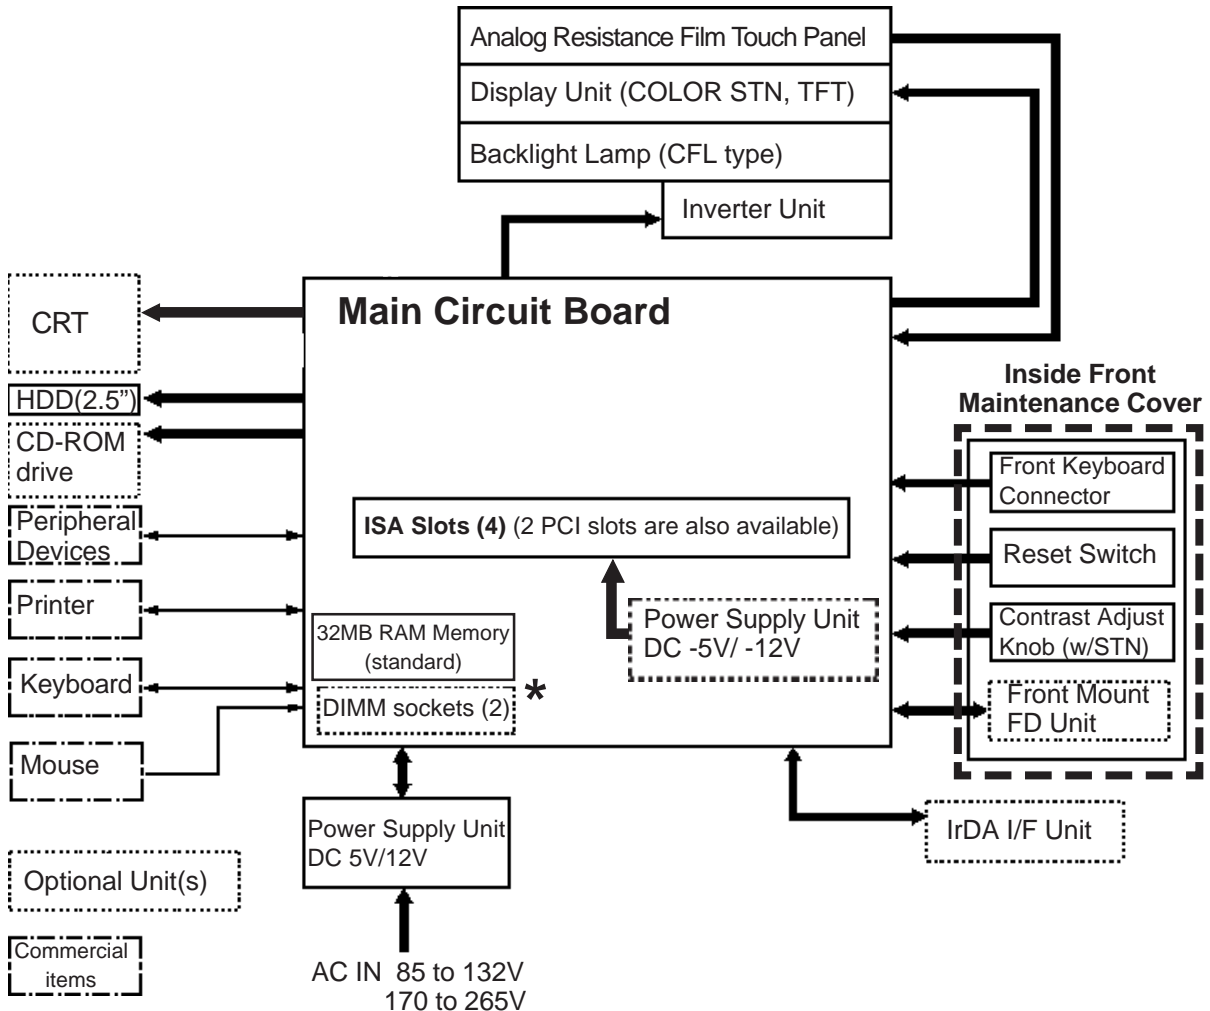 Analog Resistance Film Touch Panel
Display Unit (COLOR STN, TFT)
Backlight Lamp (CFL type)
Inverter Unit
Main Circuit Board
CRT
HDD(2.5”)
CD-ROM
drive
Peripheral
Devices
Printer
Keyboard
Mouse
ISA Slots (4) (2 PCI slots are also available)
Power Supply Unit
DC -5V/ -12V
32MB RAM Memory
(standard)
DIMM sockets (2)
*
Inside Front
Maintenance Cover
Front Keyboard
Connector
Reset Switch
Contrast Adjust
Knob (w/STN)
Front Mount
FD Unit
IrDA I/F Unit
Power Supply Unit
DC 5V/12V
AC IN 85 to 132V
170 to 265V
Optional Unit(s)
Commercial
items